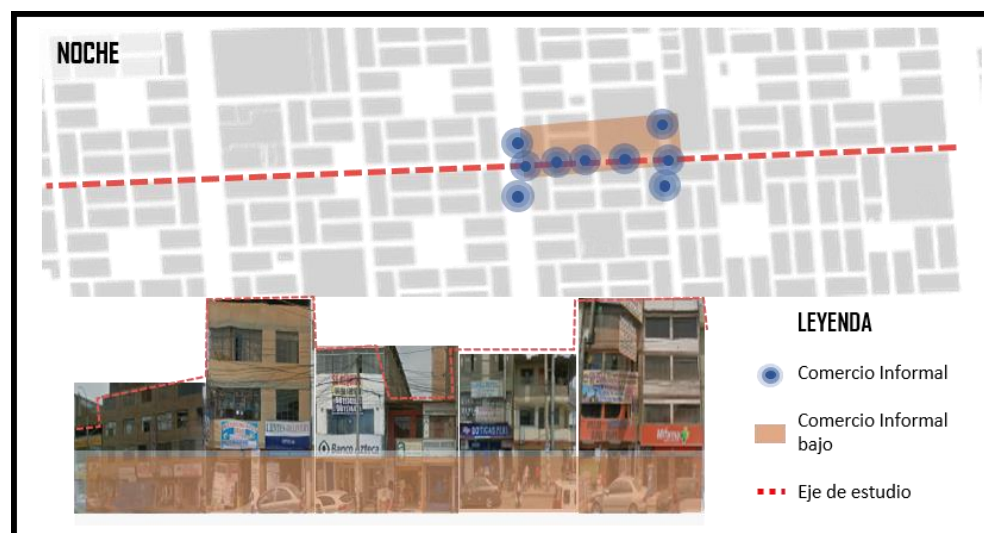 NOCHE
LEYENDA
Comercio Informal
Comercio Informal
bajo
Eje de estudio
Banco Azteca
BOTICAS PERU
Mifarma